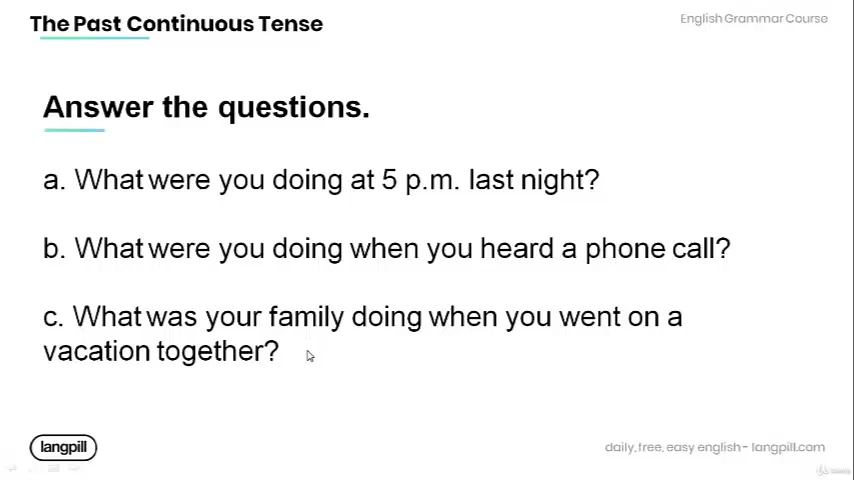 The Past Continuous Tense
English Grammar Course
Answer the questions.
a. What were you doing at 5 p.m. last night?
b. What were you doing when you heard a phone call?
c. What was your family doing when you went on a
vacation together?
langpill
daily, free, easy english - langpill.com